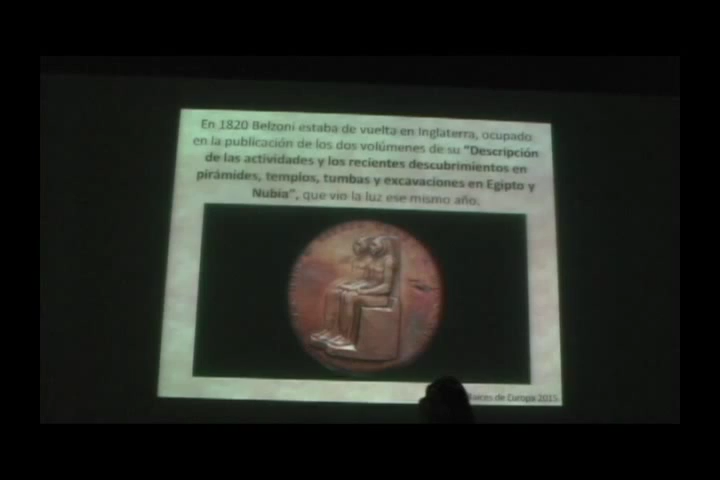 En 1820 Belzoni estaba de vuelta en Inglaterra, ocupado
en la publicación de los dos volúmenes de su "Descripción
de las actividades y los recientes descubrimientos en
pirámides, templos, tumbas y excavaciones en Egipto y
Nubia", que vio la luz ese mismo año.
Raíces de Europa 2015